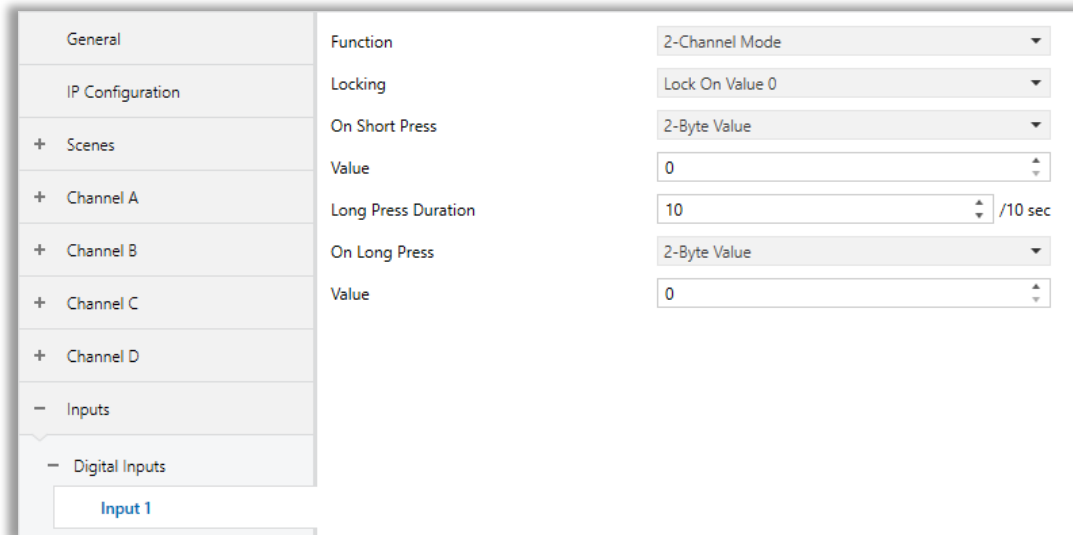 General
IP Configuration
+ Scenes
+ Channel A
+ Channel B
+ Channel C
+ Channel D
− Inputs
− Digital Inputs
Input 1
Function 2-Channel Mode
Locking Lock On Value 0
On Short Press 2-Byte Value
Value 0
Long Press Duration 10 /10 sec
On Long Press 2-Byte Value
Value 0